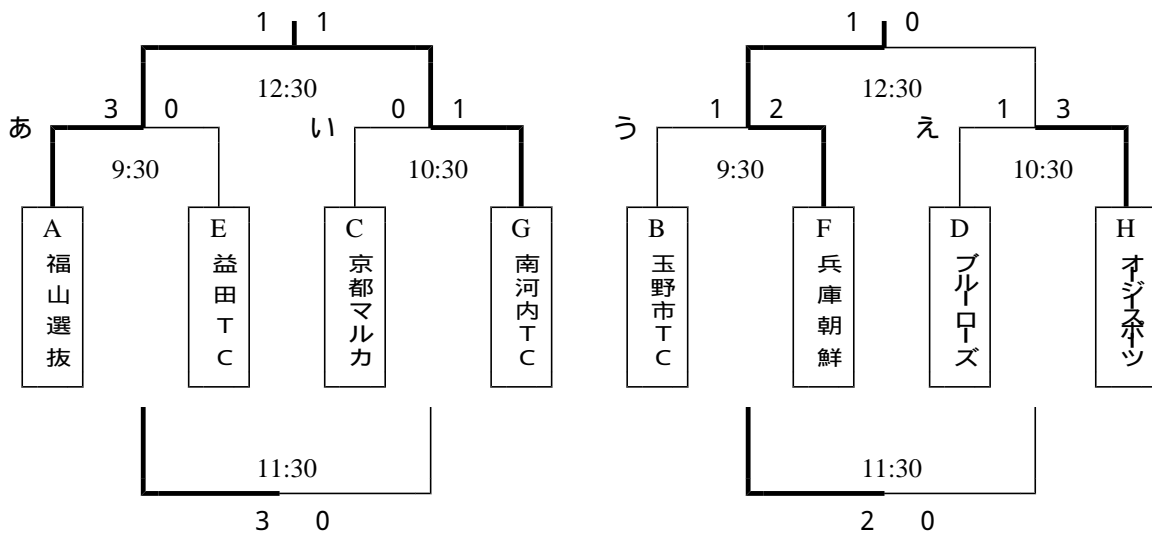 1 1 1 0
12:30 12:30
3 0 0 1 1 2 1 3
あ い う え
9:30 10:30 9:30 10:30
A E C G B F D H
福山選抜
益田TC
京都マルカ
南河内TC
玉野市TC
兵庫朝鮮
ブルーローズ
オージースポーツ
11:30 11:30
3 0 2 0